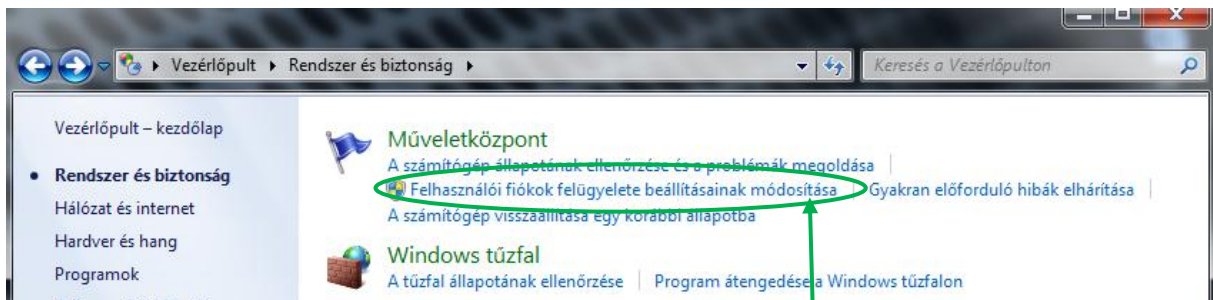 Vezérlőpult ▸ Rendszer és biztonság ▸
Keresés a Vezérlőpulton
Vezérlőpult – kezdőlap
Rendszer és biztonság
Hálózat és internet
Hardver és hang
Programok
Műveletközpont
A számítógép állapotának ellenőrzése és a problémák megoldása
Felhasználói fiókok felügyelete beállításainak módosítása | Gyakran előforduló hibák elhárítása
A számítógép visszaállítása egy korábbi állapotba
Windows tűzfal
A tűzfal állapotának ellenőrzése | Program átengedése a Windows tűzfalon